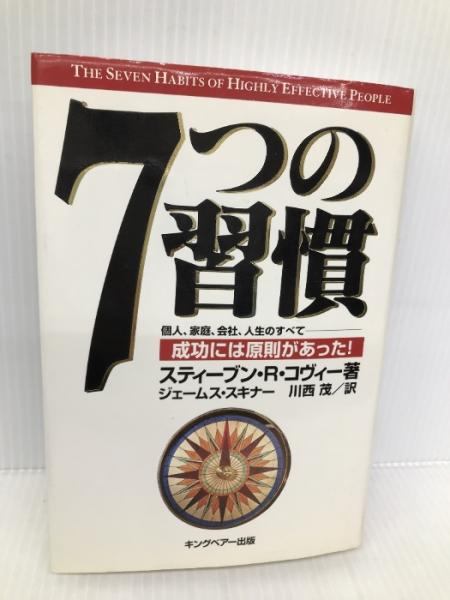 THE SEVEN HABITS OF HIGHLY EFFECTIVE PEOPLE
7つの
習慣
個人、家庭、会社、人生のすべて
成功には原則があった!
スティーブン・R・コヴィー著
ジェームス・スキナー 川西 茂/訳
キングベアー出版